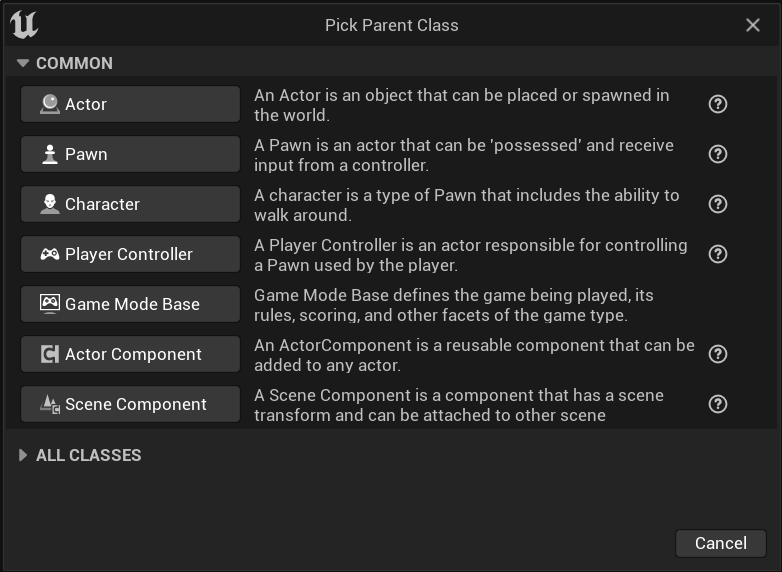 Pick Parent Class
COMMON
Actor
An Actor is an object that can be placed or spawned in
the world.
Pawn
A Pawn is an actor that can be 'possessed' and receive
input from a controller.
Character
A character is a type of Pawn that includes the ability to
walk around.
Player Controller
A Player Controller is an actor responsible for controlling
a Pawn used by the player.
Game Mode Base
Game Mode Base defines the game being played, its
rules, scoring, and other facets of the game type.
Actor Component
An ActorComponent is a reusable component that can be
added to any actor.
Scene Component
A Scene Component is a component that has a scene
transform and can be attached to other scene
ALL CLASSES
Cancel